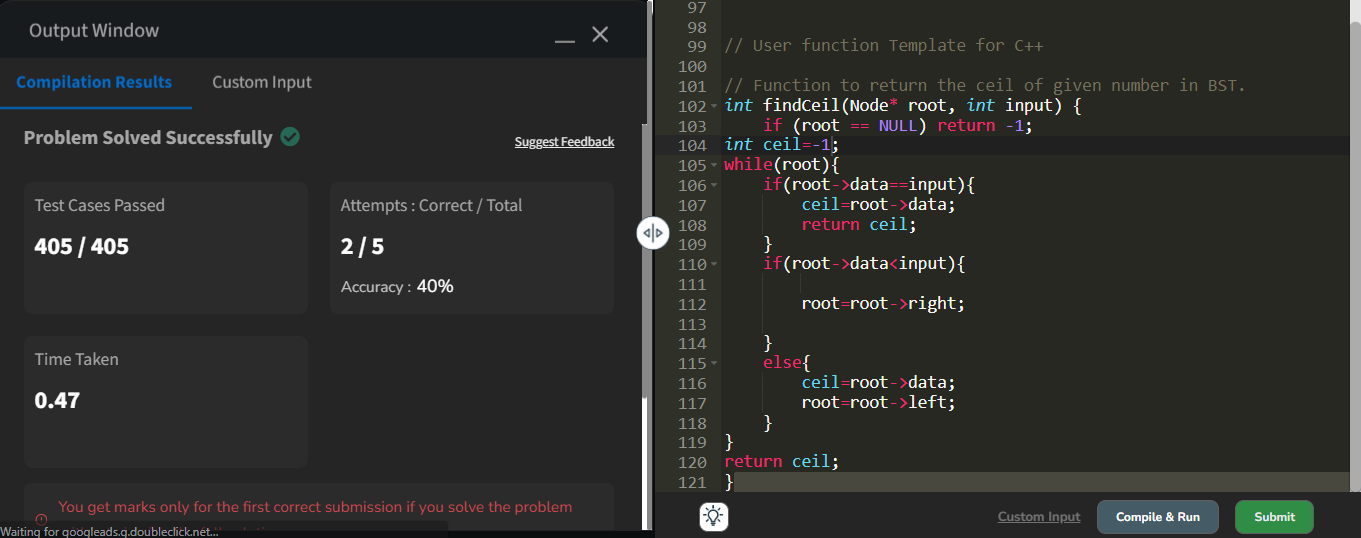 Output Window
Compilation Results Custom Input
Problem Solved Successfully
Suggest Feedback
Test Cases Passed
405 / 405
Attempts : Correct / Total
2 / 5
Accuracy : 40%
Time Taken
0.47
You get marks only for the first correct submission if you solve the problem
Waiting for googleads.g.doubleclick.net...
97
98
99 // User function Template for C++
100
101 // Function to return the ceil of given number in BST.
102 int findCeil(Node* root, int input) {
103     if (root == NULL) return -1;
104 int ceil=-1;
105 while(root){
106     if(root->data==input){
107         ceil=root->data;
108         return ceil;
109     }
110     if(root->data<input){
111
112         root=root->right;
113
114     }
115     else{
116         ceil=root->data;
117         root=root->left;
118     }
119 }
120 return ceil;
121 }
Custom Input Compile & Run Submit